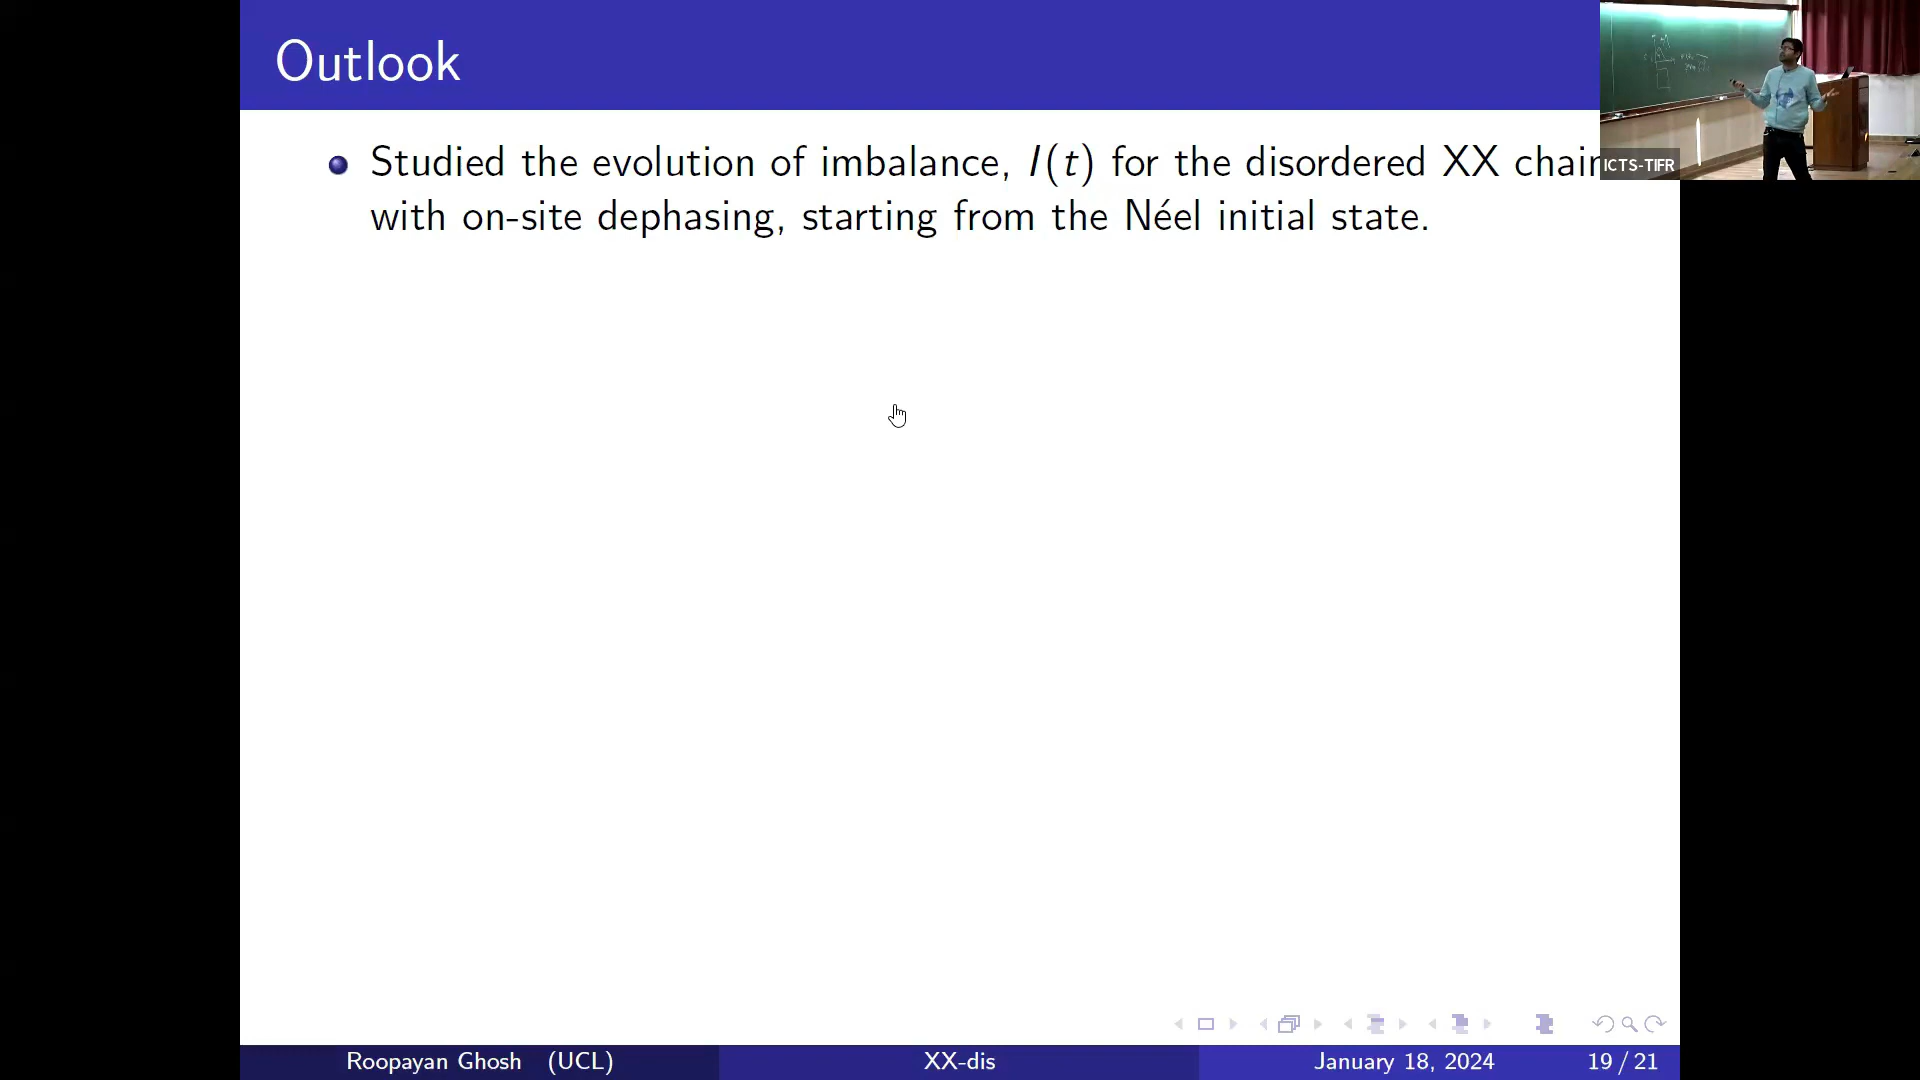 Outlook
Studied the evolution of imbalance, I(t) for the disordered XX chain
with on-site dephasing, starting from the Néel initial state.
ICTS-TIFR
Roopayan Ghosh (UCL)
XX-dis
January 18, 2024
19 / 21